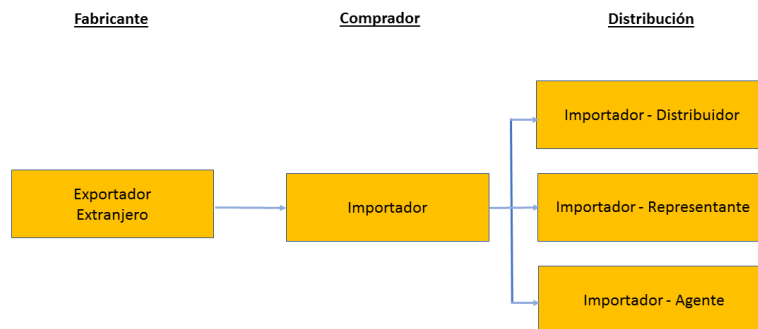 Fabricante
Comprador
Distribución
Exportador
Extranjero
Importador
Importador - Distribuidor
Importador - Representante
Importador - Agente